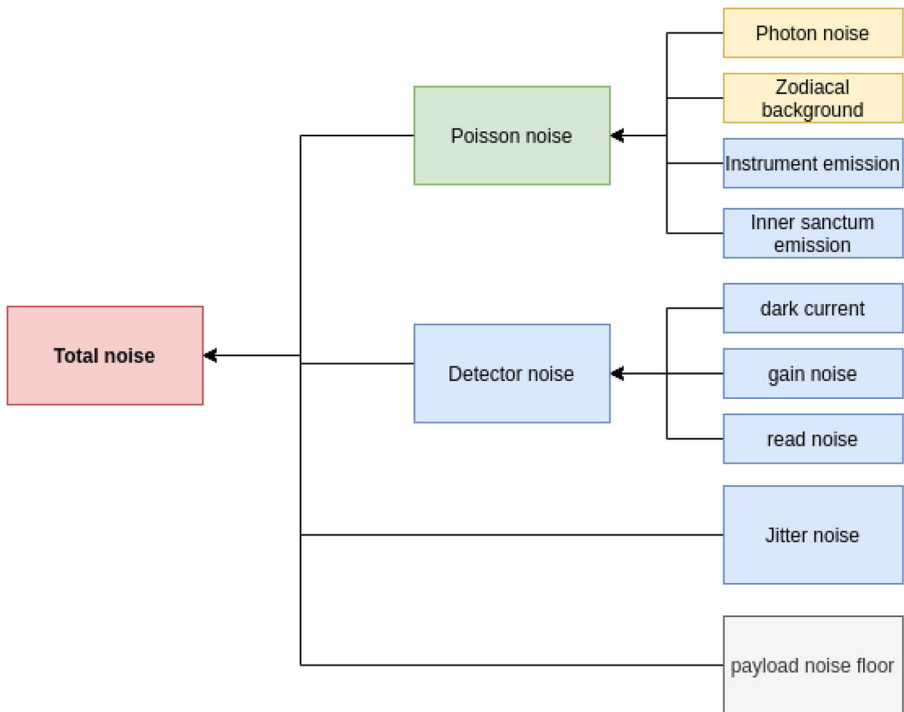 Photon noise
Zodiacal
background
Poisson noise
Instrument emission
Inner sanctum
emission
dark current
Total noise
Detector noise
gain noise
read noise
Jitter noise
payload noise floor